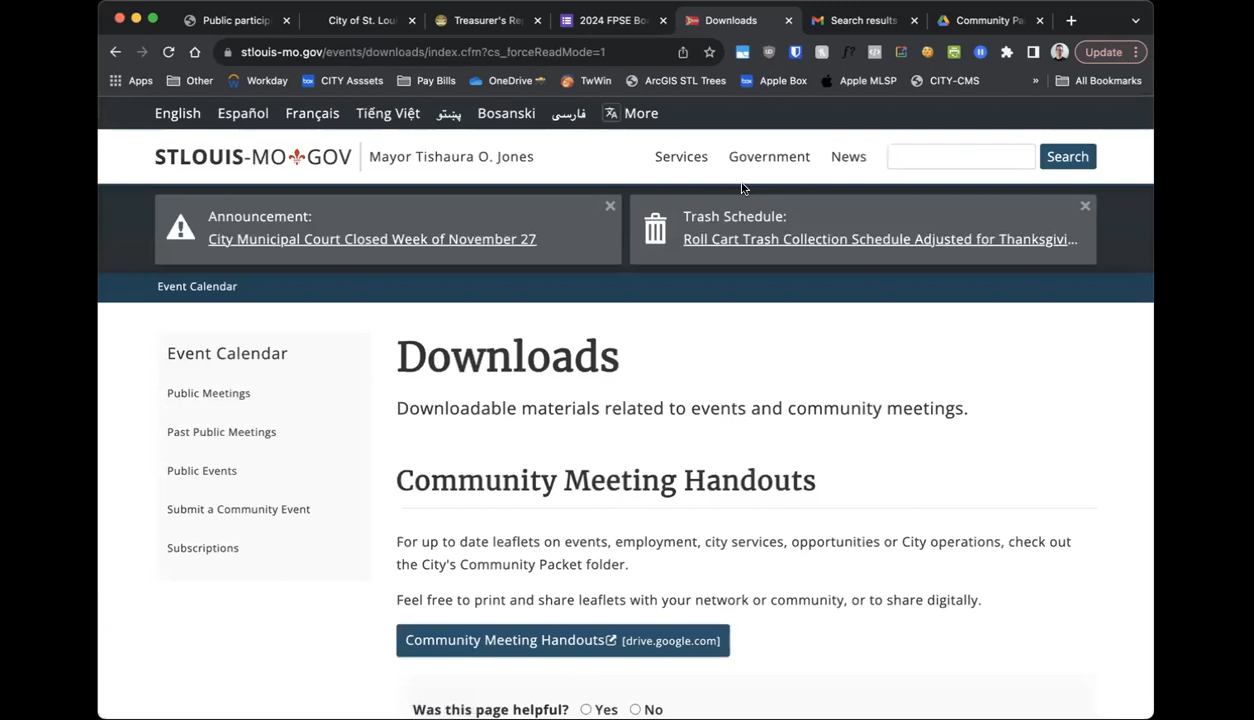 Public particip
City of St. Loui
Treasurer's Re
2024 FPSE Bo
Downloads
Search results
Community Pa
stlouis-mo.gov/events/downloads/index.cfm?cs_forceReadMode=1
Update
Apps
Other
Workday
CITY Asssets
Pay Bills
OneDrive
TwWin
ArcGIS STL Trees
Apple Box
Apple MLSP
CITY-CMS
»
All Bookmarks
English Español Français Tiếng Việt پښتو Bosanski فارسی More
STLOUIS-MO GOV
Mayor Tishaura O. Jones
Services Government News
Search
Announcement:
City Municipal Court Closed Week of November 27
Trash Schedule:
Roll Cart Trash Collection Schedule Adjusted for Thanksgivi...
Event Calendar
Event Calendar
Public Meetings
Past Public Meetings
Public Events
Submit a Community Event
Subscriptions
Downloads
Downloadable materials related to events and community meetings.
Community Meeting Handouts
For up to date leaflets on events, employment, city services, opportunities or City operations, check out
the City's Community Packet folder.
Feel free to print and share leaflets with your network or community, or to share digitally.
Community Meeting Handouts [drive.google.com]
Was this page helpful? Yes No